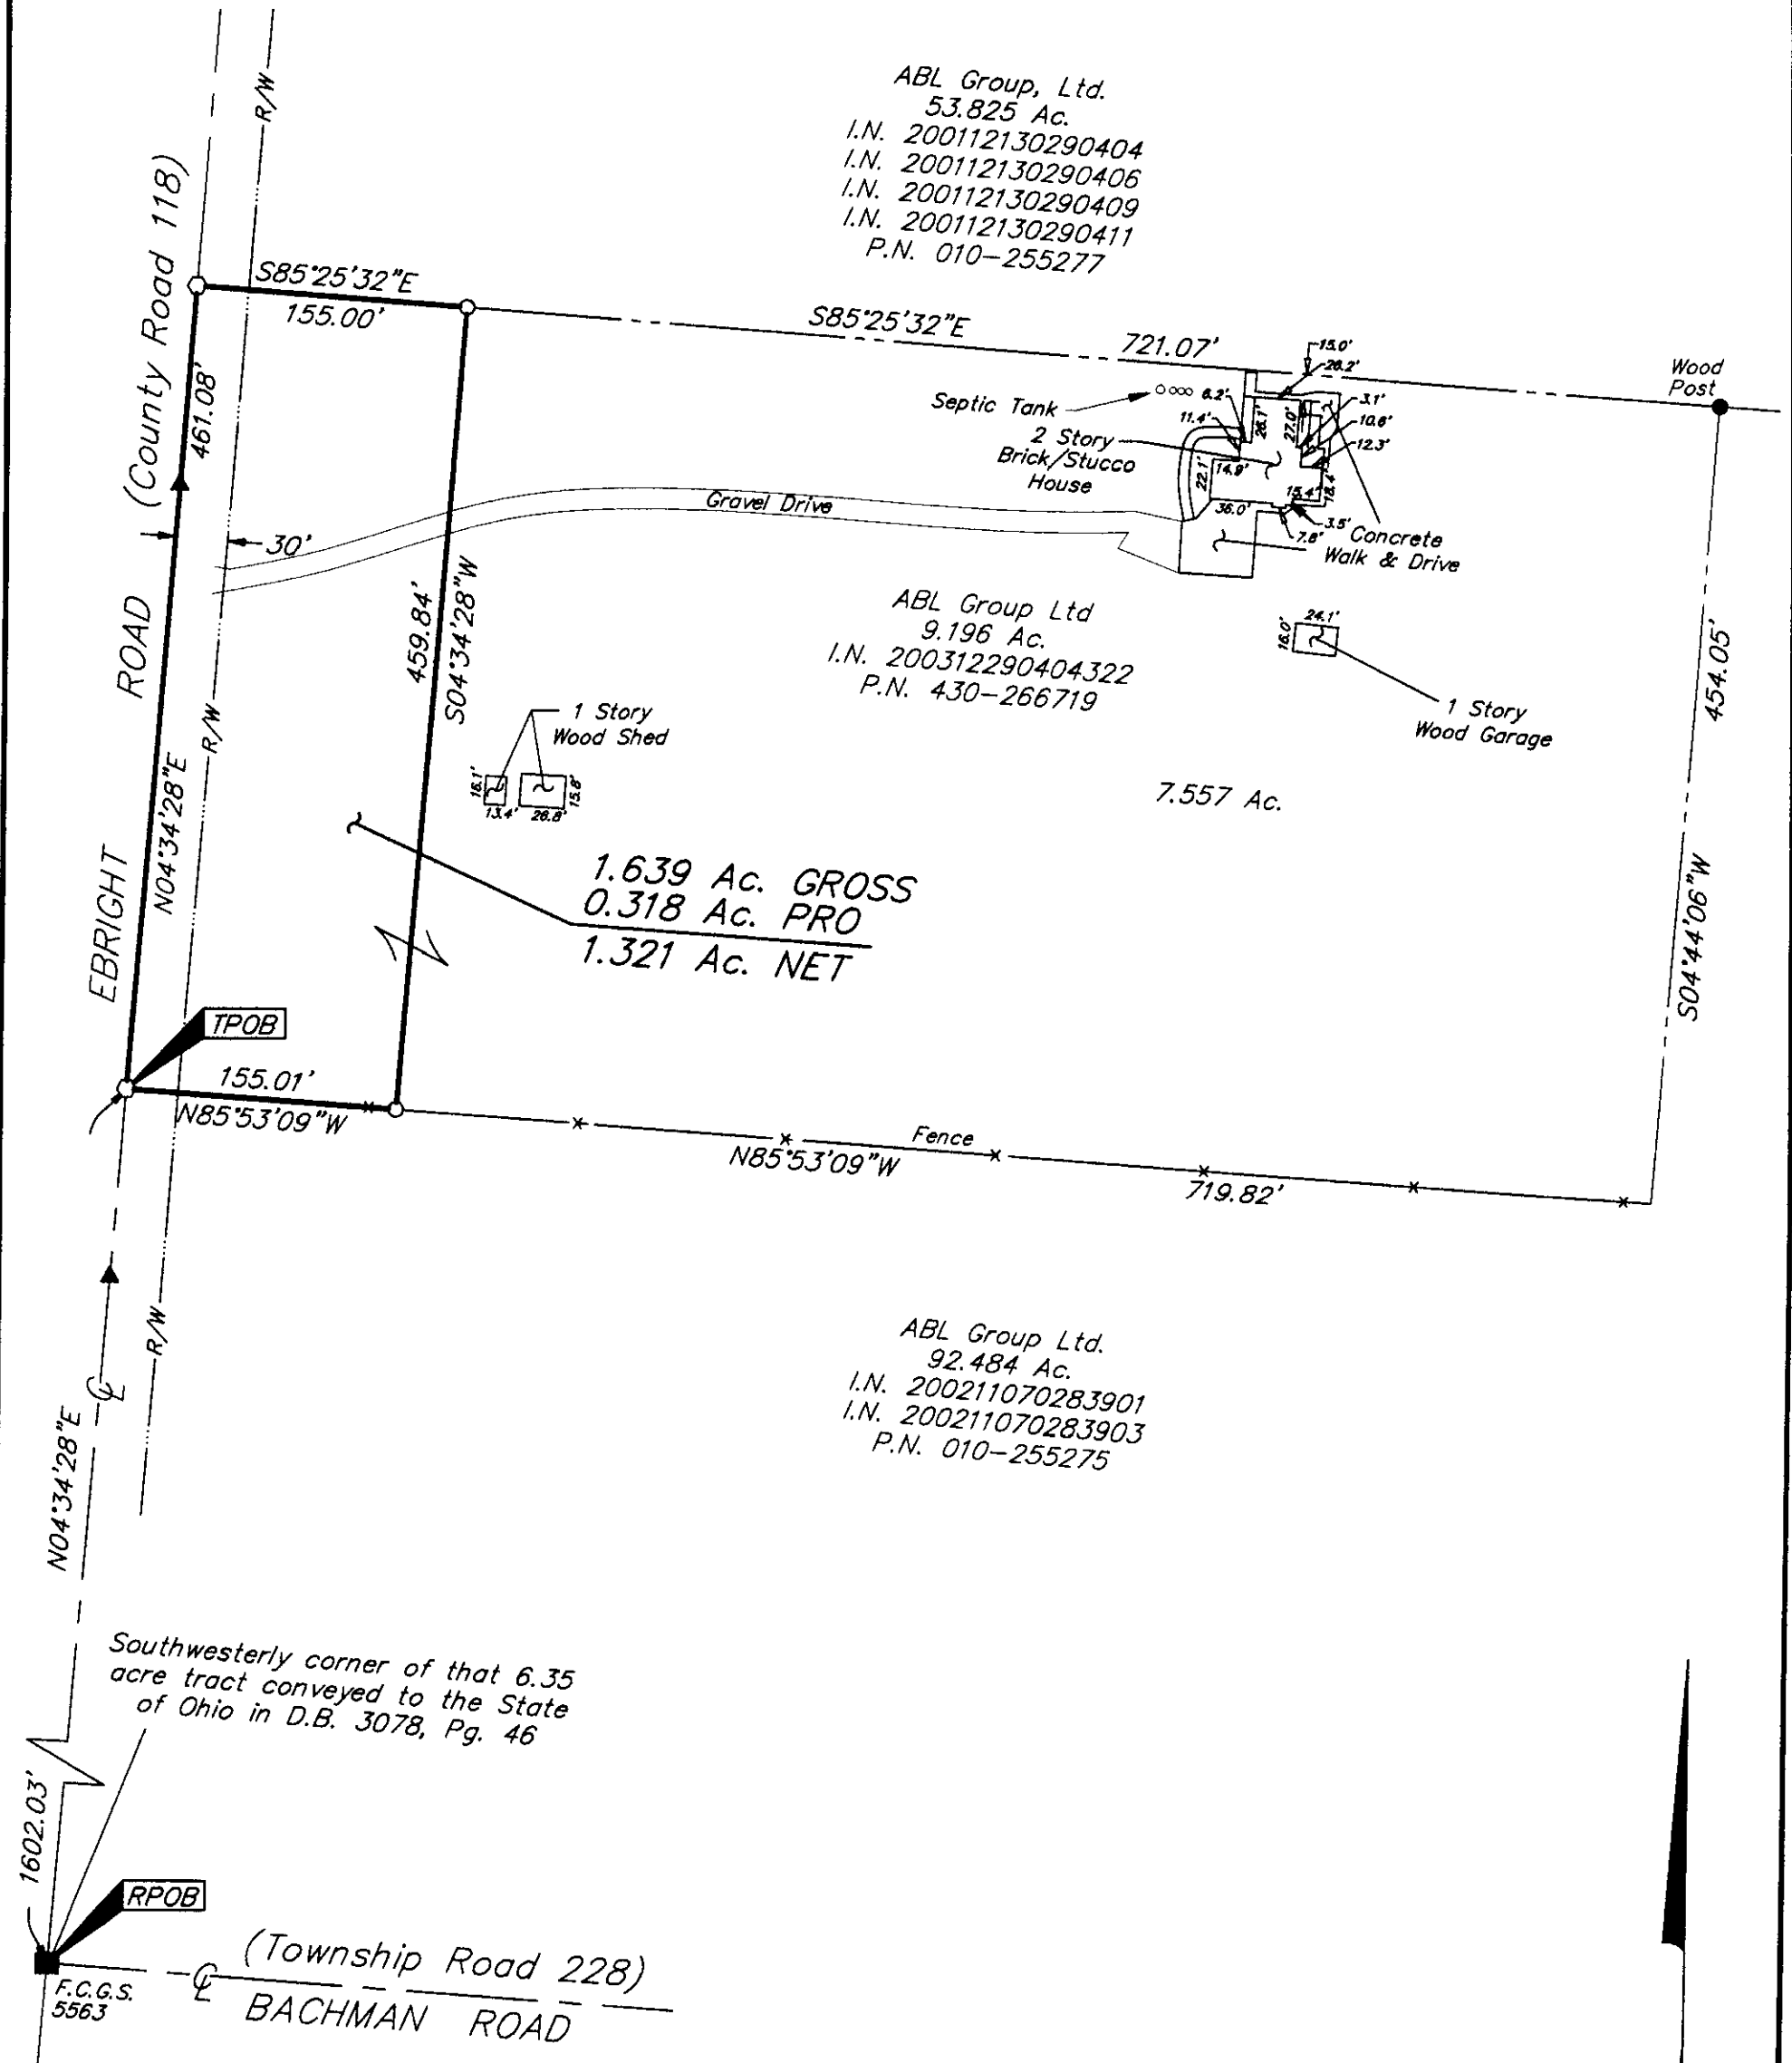 ABL Group, Ltd.
53.825 Ac.
I.N. 200112130290404
I.N. 200112130290406
I.N. 200112130290409
I.N. 200112130290411
P.N. 010-255277
R/W
(County Road 118)
S85°25'32"E
155.00'
S85°25'32"E
721.07'
Wood
Post
15.0'
26.2'
Septic Tank
6.2'
3.1'
11.4'
26.1'
27.0'
10.6'
12.3'
2 Story
Brick/Stucco
House
22.1'
14.9'
15.4'
18.4'
36.0'
3.5'
7.8'
Concrete
Walk & Drive
Gravel Drive
461.08'
30'
ROAD
459.84'
S04°34'28"W
ABL Group Ltd
9.196 Ac.
I.N. 200312290404322
P.N. 430-266719
24.1'
16.0'
1 Story
Wood Garage
454.05'
1 Story
Wood Shed
16.1'
13.4'
26.8'
15.8'
R/W
N04°34'28"E
7.557 Ac.
EBRIGHT
1.639 Ac. GROSS
0.318 Ac. PRO
1.321 Ac. NET
S04°44'06"W
TPOB
155.01'
N85°53'09"W
Fence
N85°53'09"W
719.82'
R/W
ABL Group Ltd.
92.484 Ac.
I.N. 200211070283901
I.N. 200211070283903
P.N. 010-255275
℄
N04°34'28"E
Southwesterly corner of that 6.35
acre tract conveyed to the State
of Ohio in D.B. 3078, Pg. 46
1602.03'
RPOB
F.C.G.S.
5563
℄
(Township Road 228)
BACHMAN ROAD